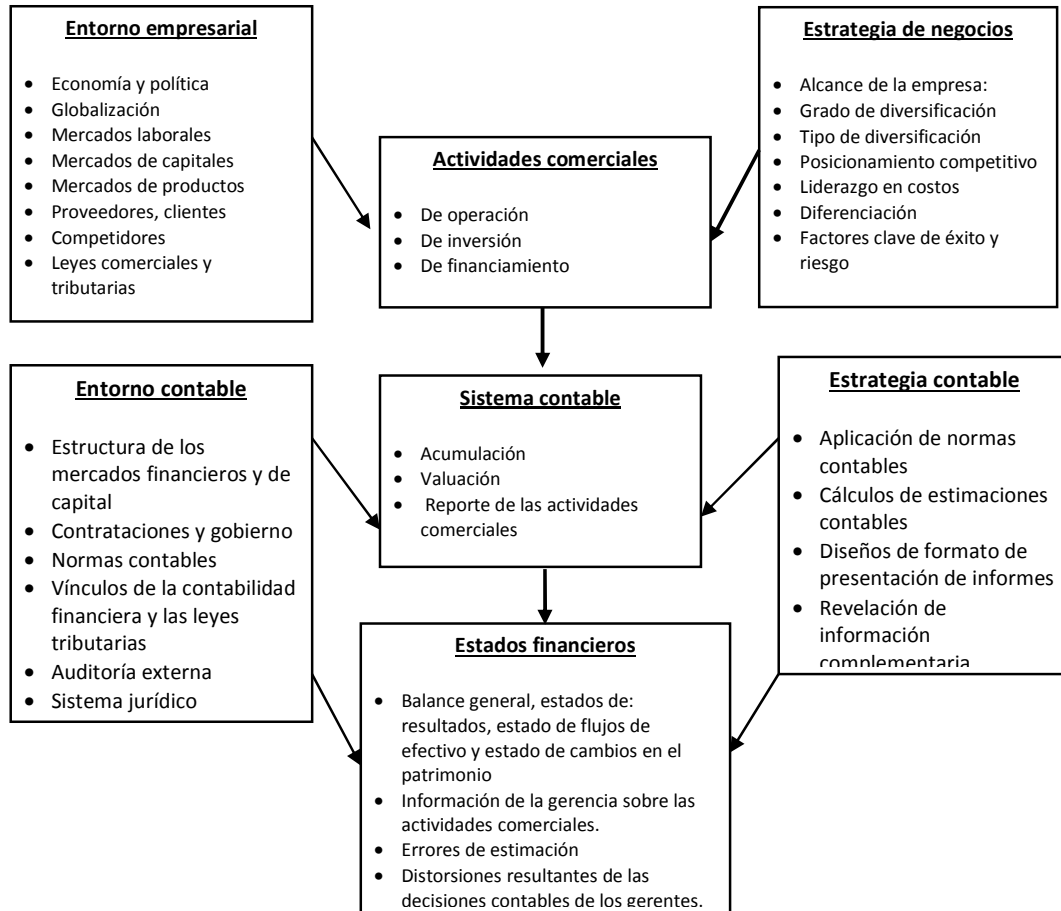 Entorno empresarial
• Economía y política
• Globalización
• Mercados laborales
• Mercados de capitales
• Mercados de productos
• Proveedores, clientes
• Competidores
• Leyes comerciales y
tributarias
Actividades comerciales
• De operación
• De inversión
• De financiamiento
Estrategia de negocios
• Alcance de la empresa:
• Grado de diversificación
• Tipo de diversificación
• Posicionamiento competitivo
• Liderazgo en costos
• Diferenciación
• Factores clave de éxito y
riesgo
Entorno contable
• Estructura de los
mercados financieros y de
capital
• Contrataciones y gobierno
• Normas contables
• Vínculos de la contabilidad
financiera y las leyes
tributarias
• Auditoría externa
• Sistema jurídico
Sistema contable
• Acumulación
• Valuación
• Reporte de las actividades
comerciales
Estrategia contable
• Aplicación de normas
contables
• Cálculos de estimaciones
contables
• Diseños de formato de
presentación de informes
• Revelación de
información
complementaria
Estados financieros
• Balance general, estados de:
resultados, estado de flujos de
efectivo y estado de cambios en el
patrimonio
• Información de la gerencia sobre las
actividades comerciales.
• Errores de estimación
• Distorsiones resultantes de las
decisiones contables de los gerentes.